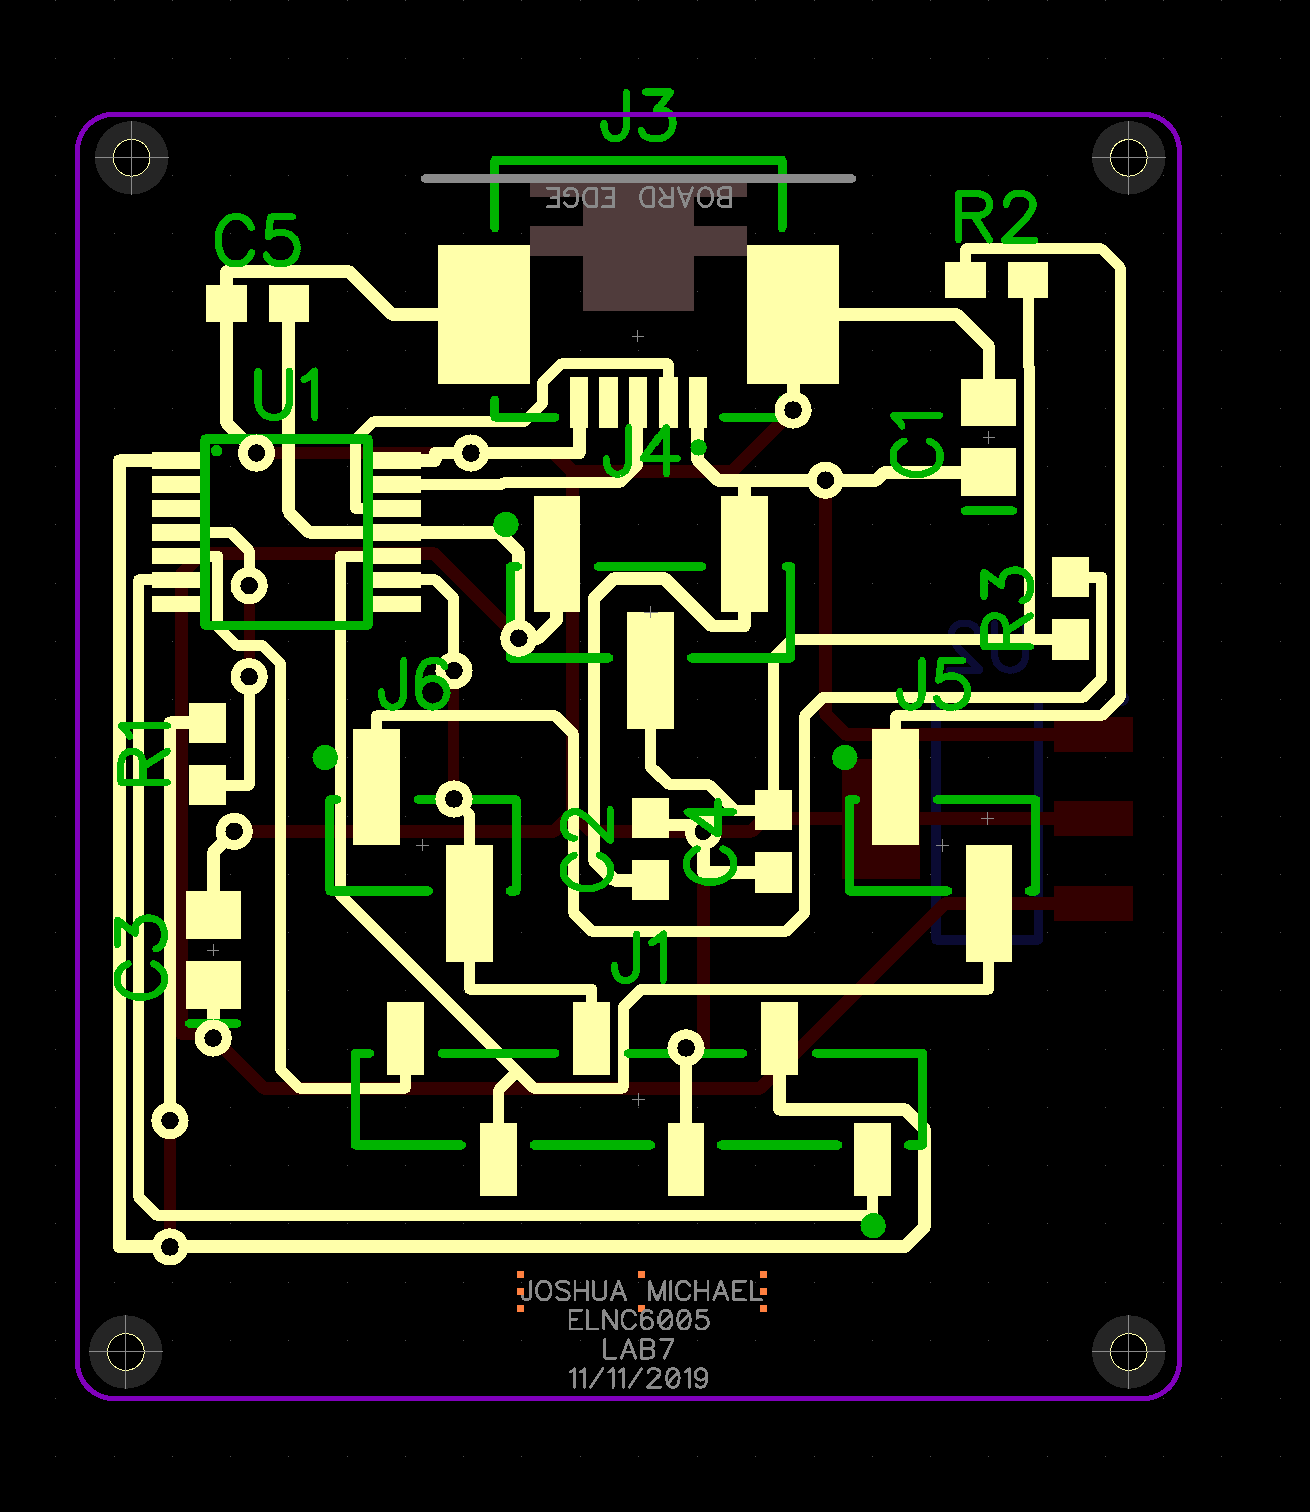 J3
BOARD EDGE
C5
R2
U1
C1
J4
R3
J6
J5
R1
C2
C4
C3
J1
JOSHUA MICHAEL
ELNC6005
LAB7
11/11/2019